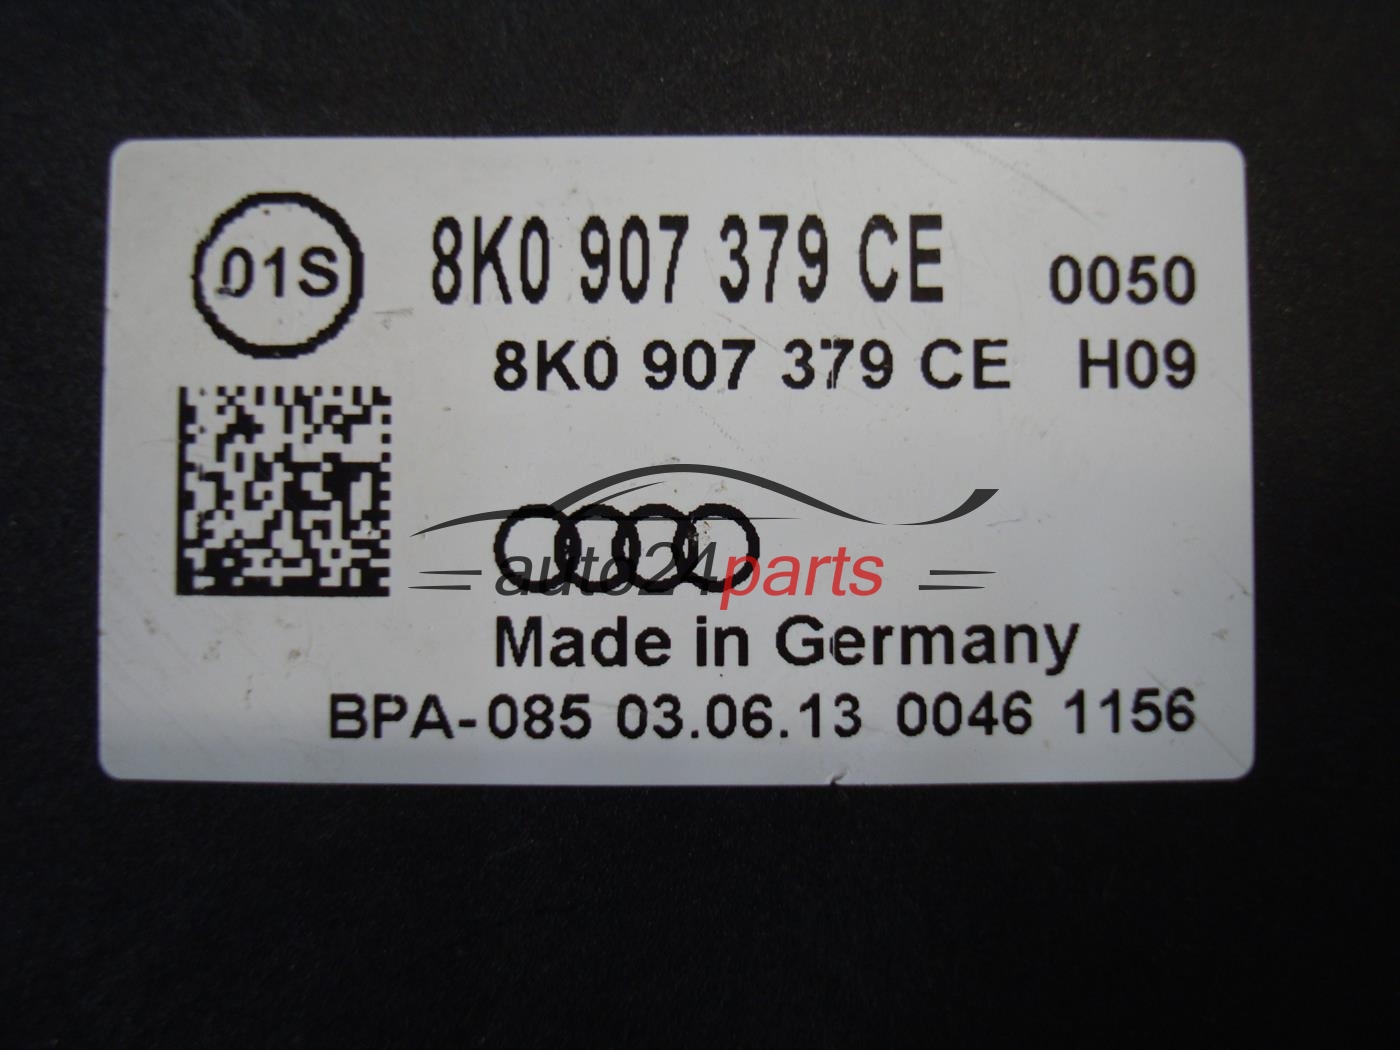 01S
8K0 907 379 CE 0050
8K0 907 379 CE H09
auto24parts
Made in Germany
BPA-085 03.06.13 0046 1156